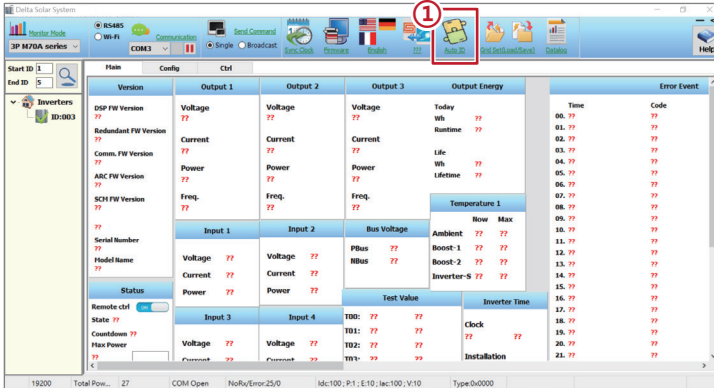 Delta Solar System
1
Monitor Mode
3P M70A series
RS485
Wi-Fi
COM3
Communication
Send Command
Single
Broadcast
Sync Clock
Firmware
English
???
Auto ID
Grid Set(Load/Save)
Datalog
Help
Start ID 1
End ID 5
Inverters
ID:003
Main
Config
Ctrl
Version
DSP FW Version
??
Redundant FW Version
??
Comm. FW Version
??
ARC FW Version
??
SCM FW Version
??
??
Serial Number
??
Model Name
??
Status
Remote ctrl ON
State ??
Countdown ??
Max Power
??
Output 1
Voltage
??
Current
??
Power
??
Freq.
??
Output 2
Voltage
??
Current
??
Power
??
Freq.
??
Output 3
Voltage
??
Current
??
Power
??
Freq.
??
Output Energy
Today
Wh ??
Runtime ??
Life
Wh ??
Lifetime ??
Temperature 1
Now Max
Ambient ?? ??
Boost-1 ?? ??
Boost-2 ?? ??
Inverter-S ?? ??
Input 1
Voltage ??
Current ??
Power ??
Input 2
Voltage ??
Current ??
Power ??
Bus Voltage
PBus ??
NBus ??
Input 3
Voltage ??
Current ??
Input 4
Voltage ??
Current ??
Test Value
T00: ?? ??
T01: ?? ??
T02: ?? ??
T03: ?? ??
Inverter Time
Clock
?? ??
Installation
Error Event
Time Code
00. ?? ??
01. ?? ??
02. ?? ??
03. ?? ??
04. ?? ??
05. ?? ??
06. ?? ??
07. ?? ??
08. ?? ??
09. ?? ??
10. ?? ??
11. ?? ??
12. ?? ??
13. ?? ??
14. ?? ??
15. ?? ??
16. ?? ??
17. ?? ??
18. ?? ??
19. ?? ??
20. ?? ??
21. ?? ??
19200
Total Pow...
27
COM Open
NoRx/Error:25/0
Idc:100 ; P:1 ; E:10 ; Iac:100 ; V:10
Type:0x0000